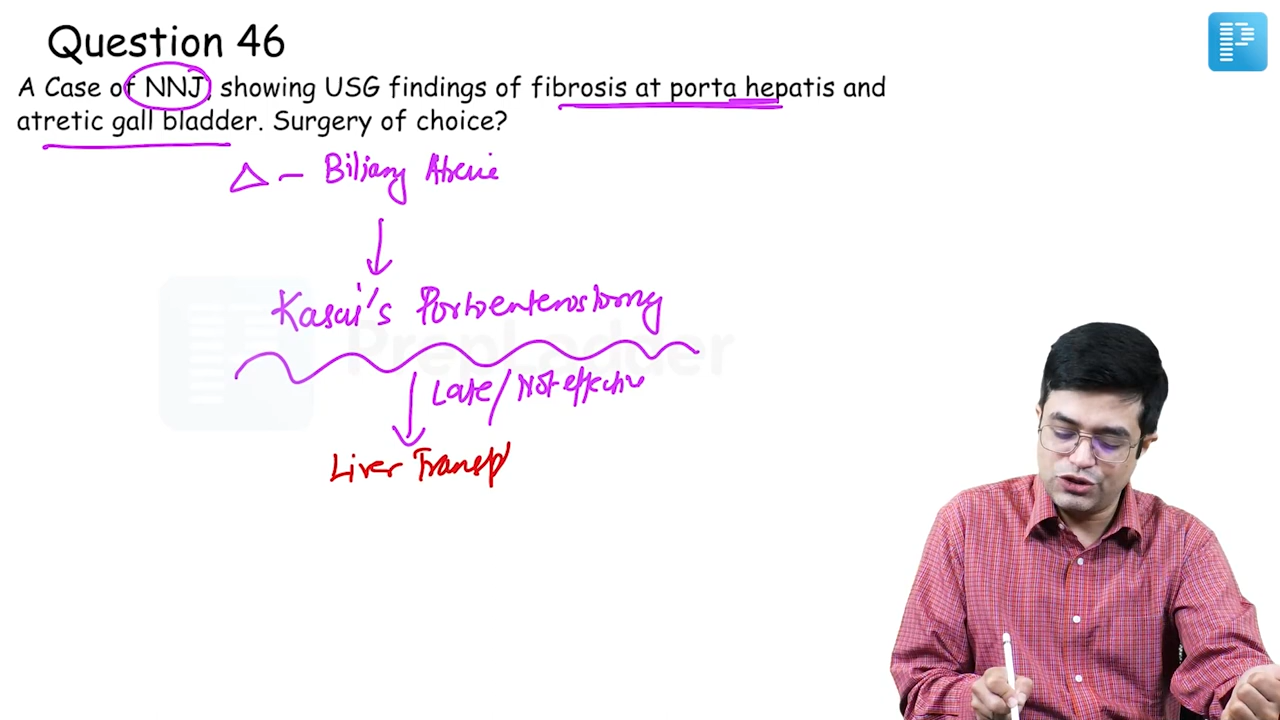 Question 46
A Case of NNJ, showing USG findings of fibrosis at porta hepatis and
atretic gall bladder. Surgery of choice?
△ - Biliary Atresia
Kasai's Portoenterostomy
Late/Not effective
Liver Transpl
PrepLadder